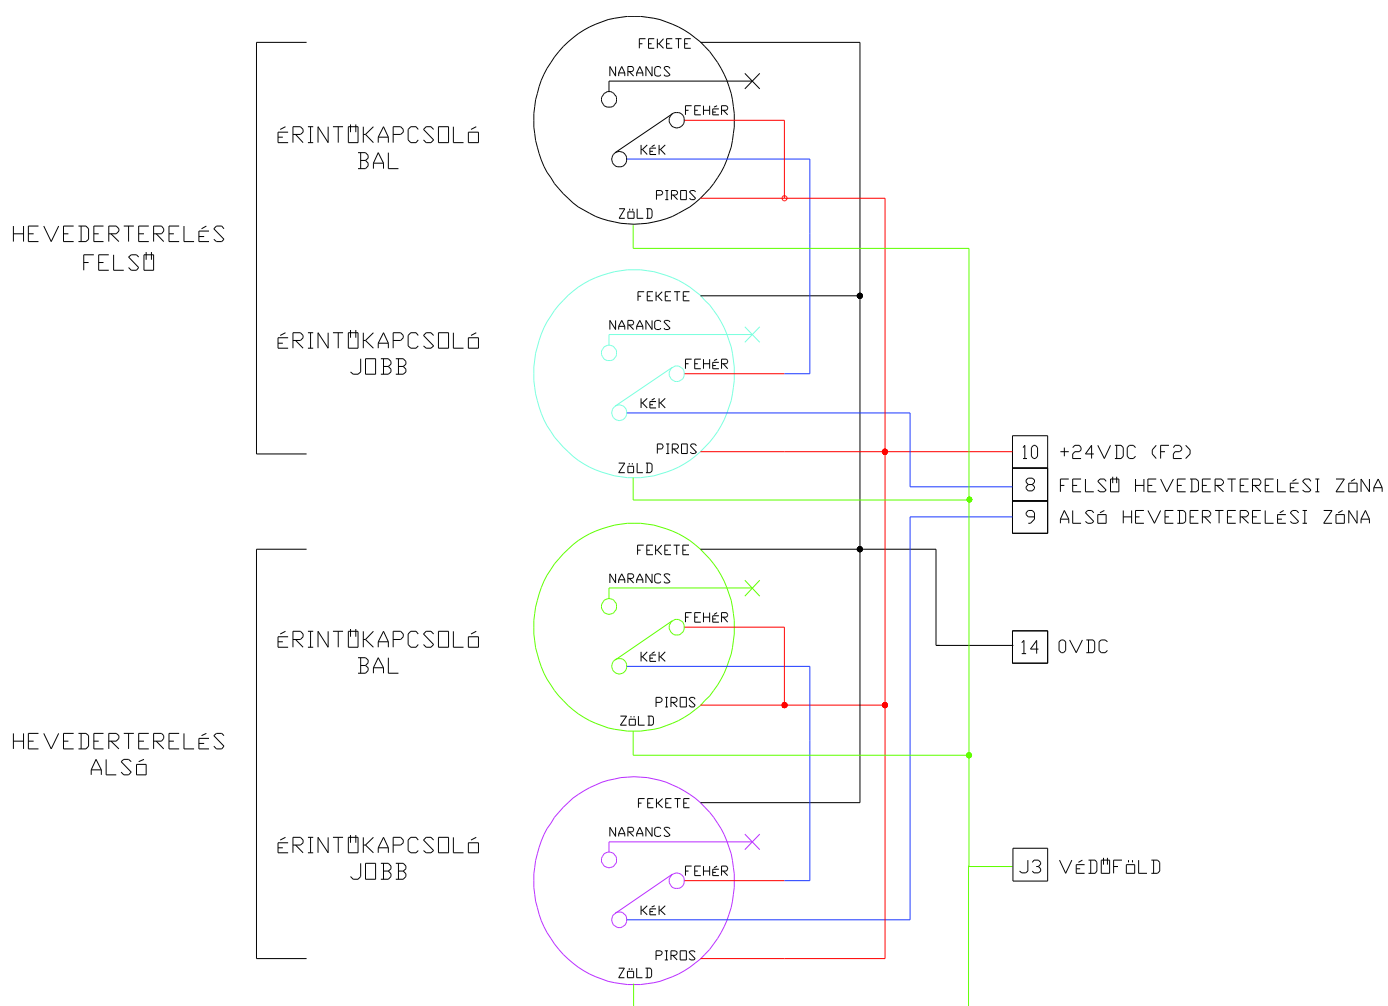 HEVEDERTERELÉS
FELSŐ
ÉRINTŐKAPCSOLÓ
BAL
FEKETE
NARANCS
FEHÉR
KÉK
PIROS
ZÖLD
ÉRINTŐKAPCSOLÓ
JOBB
FEKETE
NARANCS
FEHÉR
KÉK
PIROS
ZÖLD
10 +24VDC (F2)
8 FELSŐ HEVEDERTERELÉSI ZÓNA
9 ALSÓ HEVEDERTERELÉSI ZÓNA
HEVEDERTERELÉS
ALSÓ
ÉRINTŐKAPCSOLÓ
BAL
FEKETE
NARANCS
FEHÉR
KÉK
PIROS
ZÖLD
14 0VDC
ÉRINTŐKAPCSOLÓ
JOBB
FEKETE
NARANCS
FEHÉR
KÉK
PIROS
ZÖLD
J3 VÉDŐFÖLD